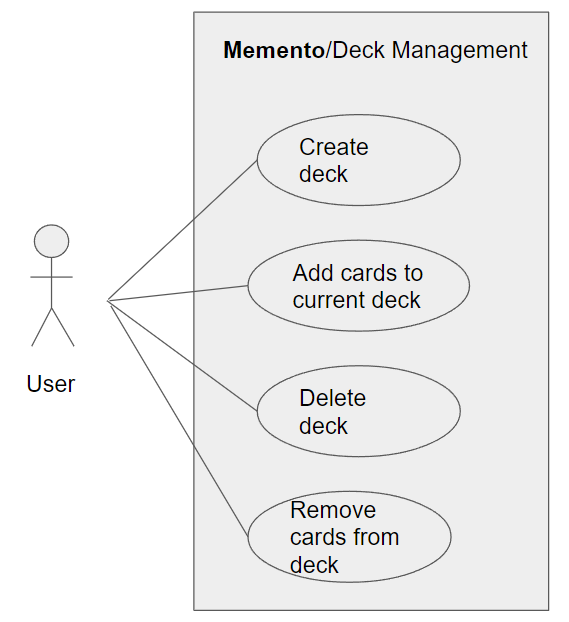 Memento/Deck Management
Create
deck
Add cards to
current deck
User
Delete
deck
Remove
cards from
deck